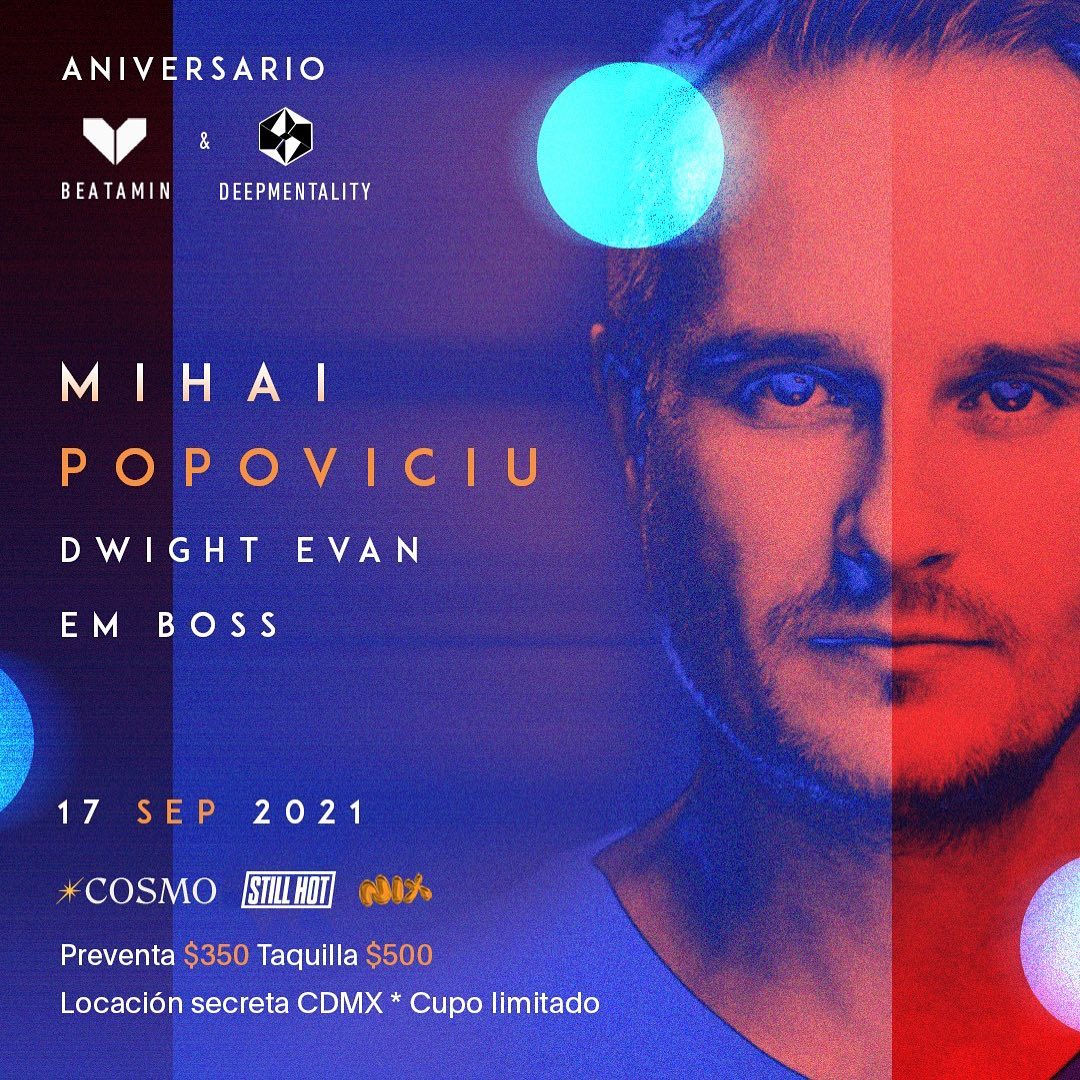 ANIVERSARIO
&
BEATAMIN DEEPMENTALITY
MIHAI
POPOVICIU
DWIGHT EVAN
EM BOSS
17 SEP 2021
COSMO STILL HOT NIX
Preventa $350 Taquilla $500
Locación secreta CDMX * Cupo limitado